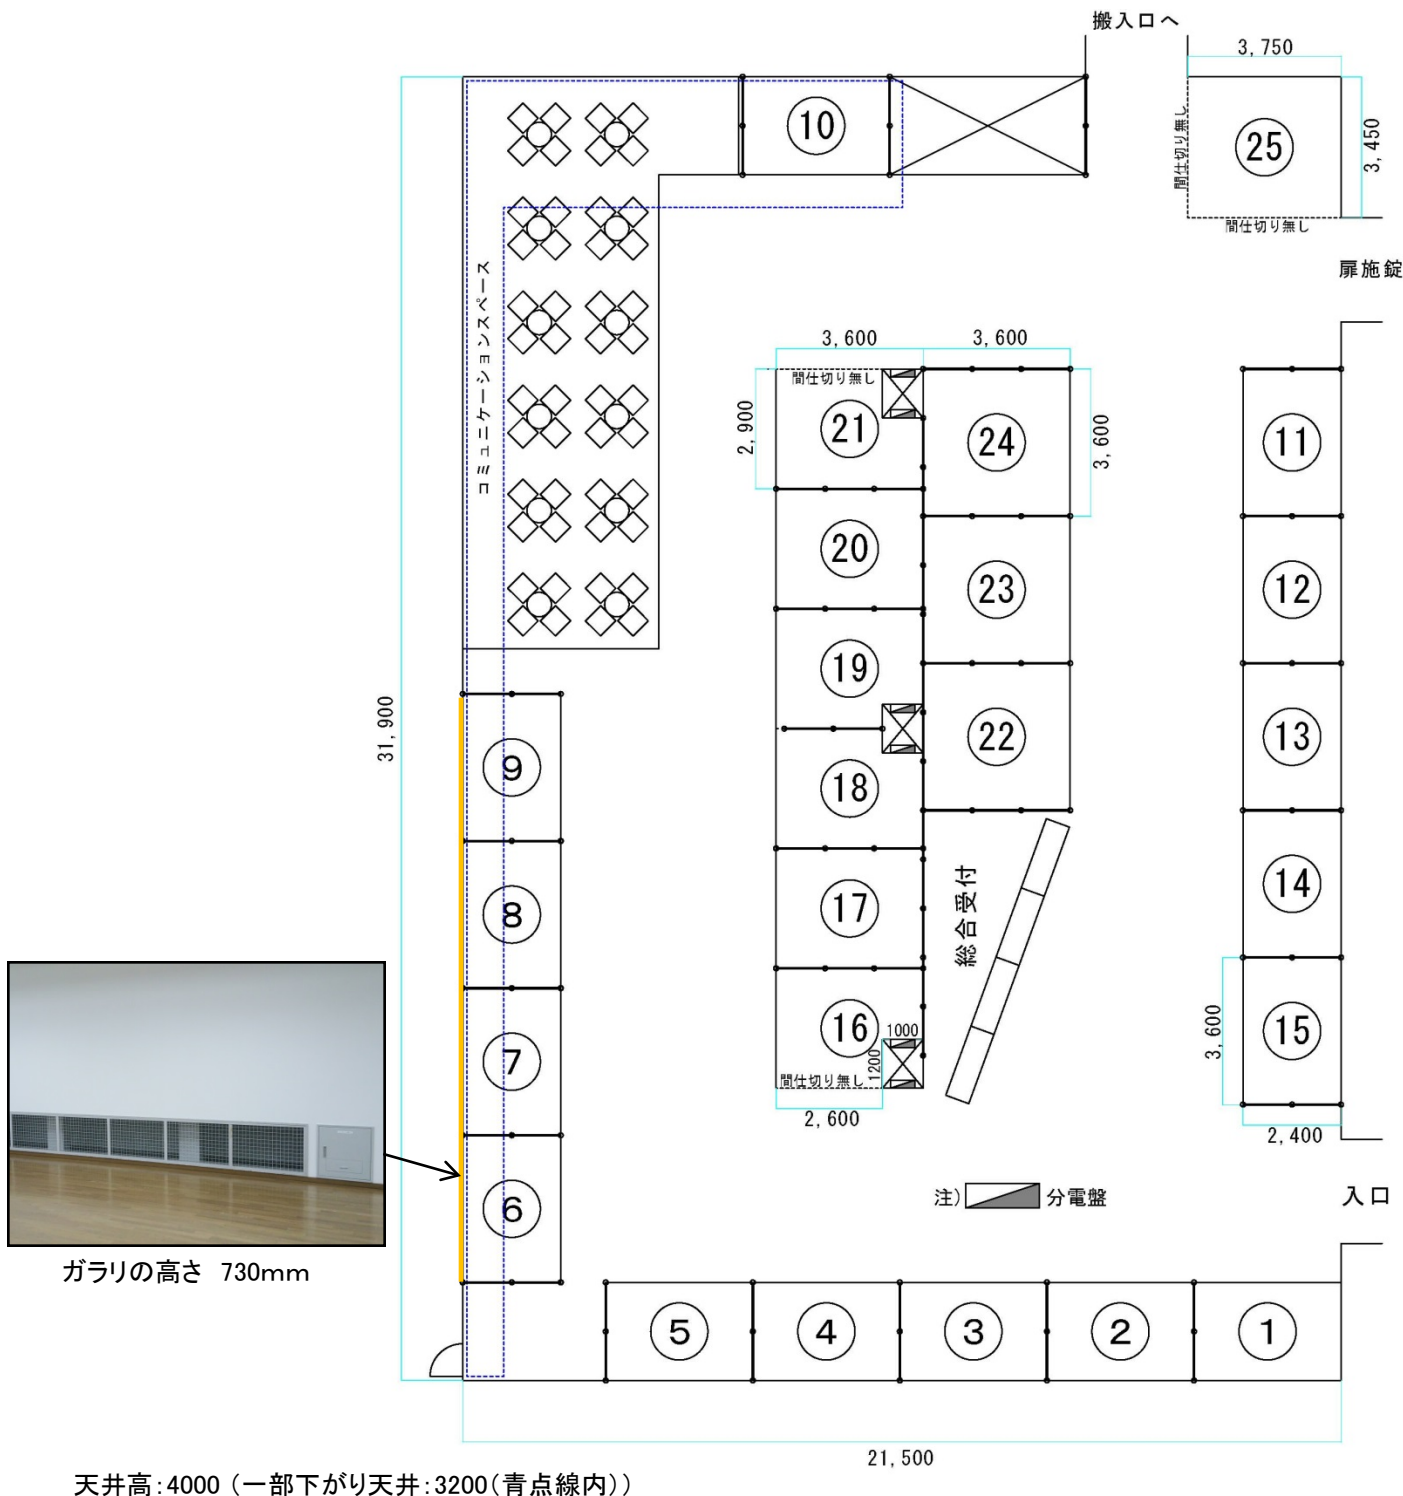 搬入口へ
3,750
⑩
間仕切り無し
㉕
3,450
間仕切り無し
扉施錠
コミュニケーションスペース
3,600
3,600
間仕切り無し
2,900
㉑
㉔
3,600
⑪
⑳
㉓
⑫
⑲
31,900
㉒
⑬
⑨
⑱
⑭
⑧
⑰
総合受付
⑦
⑯
1000
1200
3,600
⑮
間仕切り無し
2,600
2,400
⑥
注)
分電盤
入口
ガラリの高さ 730mm
⑤
④
③
②
①
21,500
天井高:4000 (一部下がり天井:3200(青点線内))